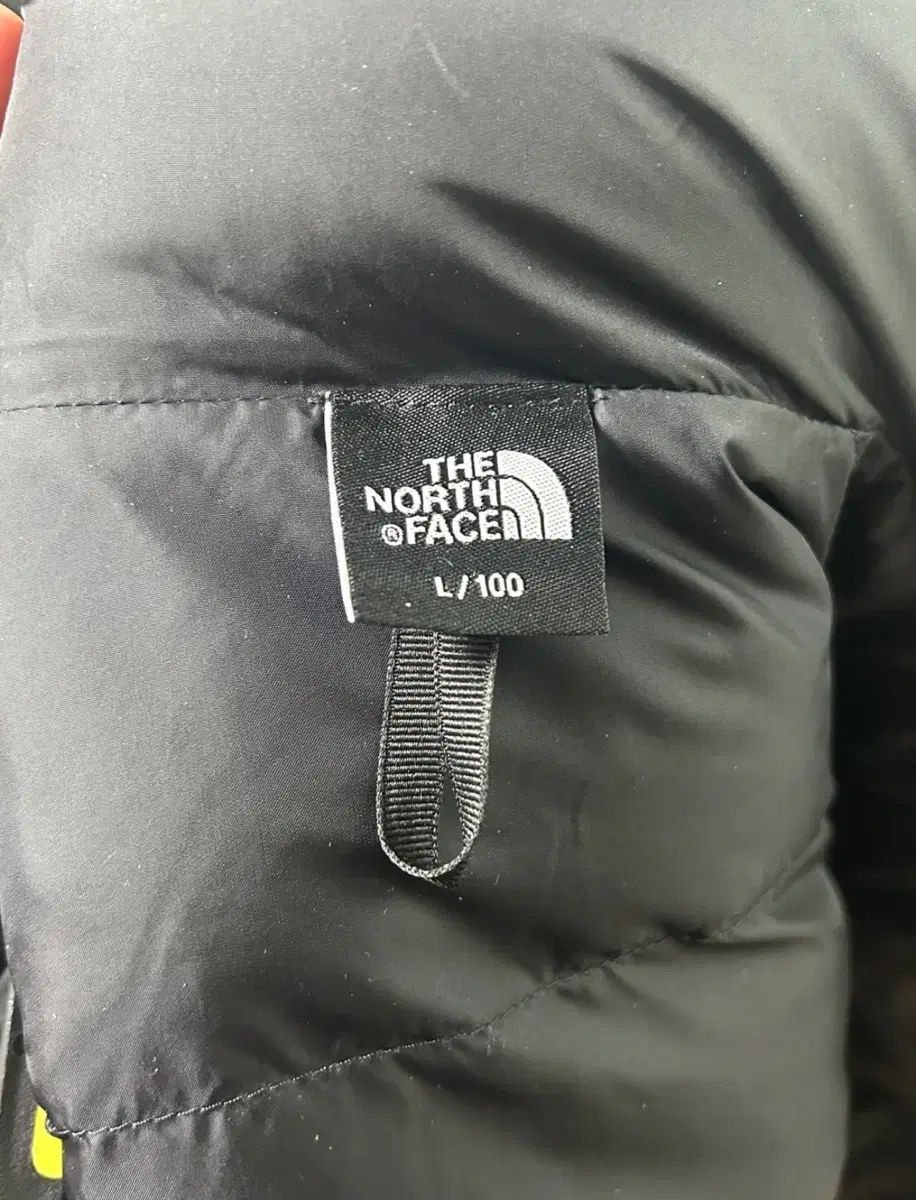 THE
NORTH
® FACE
L / 100